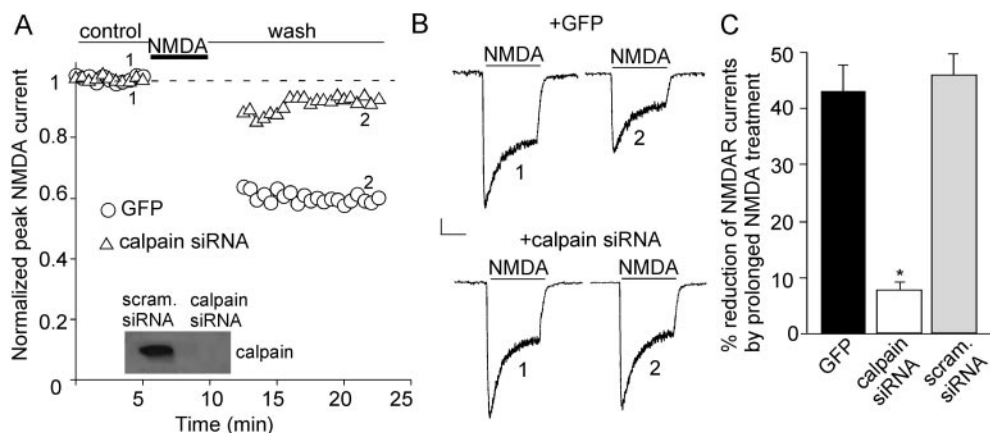 A
control
NMDA
wash
1
1
2
2
Normalized peak NMDA current
1
0.8
0.6
0.4
0.2
0
GFP
calpain siRNA
scram. calpain
siRNA siRNA
calpain
0 5 10 15 20 25
Time (min)
B
+GFP
NMDA NMDA
1 2
+calpain siRNA
NMDA NMDA
1 2
C
% reduction of NMDAR currents
by prolonged NMDA treatment
50
40
30
20
10
0
*
GFP
calpain
siRNA
scram.
siRNA